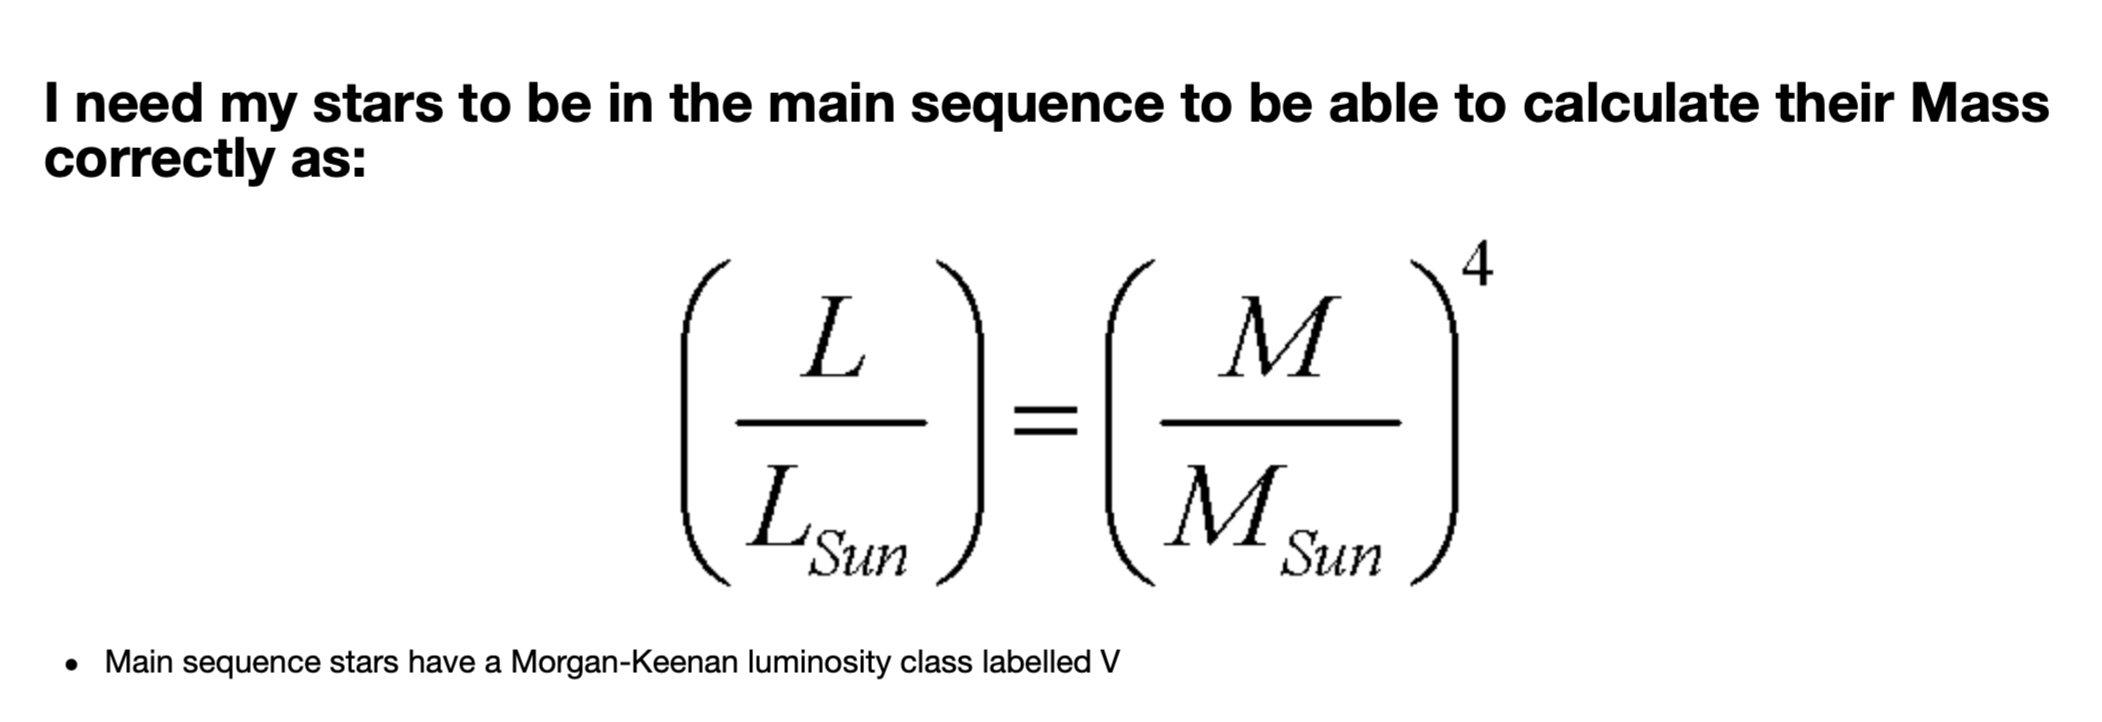 I need my stars to be in the main sequence to be able to calculate their Mass
correctly as:
(L / L_Sun) = (M / M_Sun)^4
• Main sequence stars have a Morgan-Keenan luminosity class labelled V